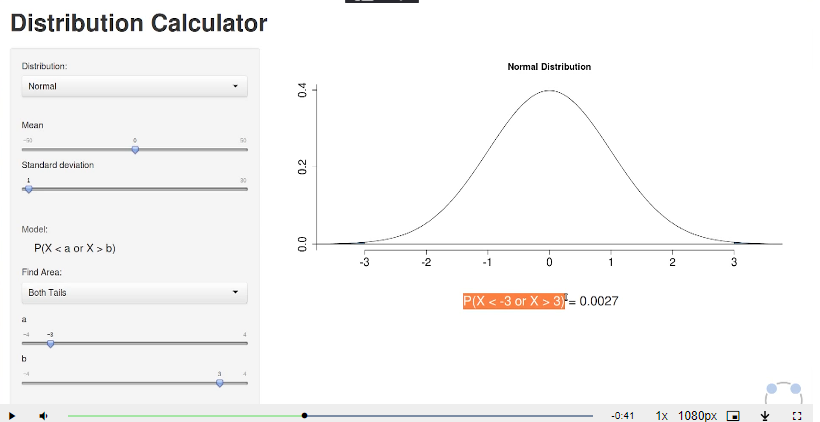 Distribution Calculator
Distribution:
Normal
Mean
-50 0 50
Standard deviation
1 30
Model:
P(X < a or X > b)
Find Area:
Both Tails
a
-4 -3 4
b
-4 3 4
Normal Distribution
0.4
0.2
0.0
-3 -2 -1 0 1 2 3
P(X < -3 or X > 3) = 0.0027
-0:41 1x 1080px